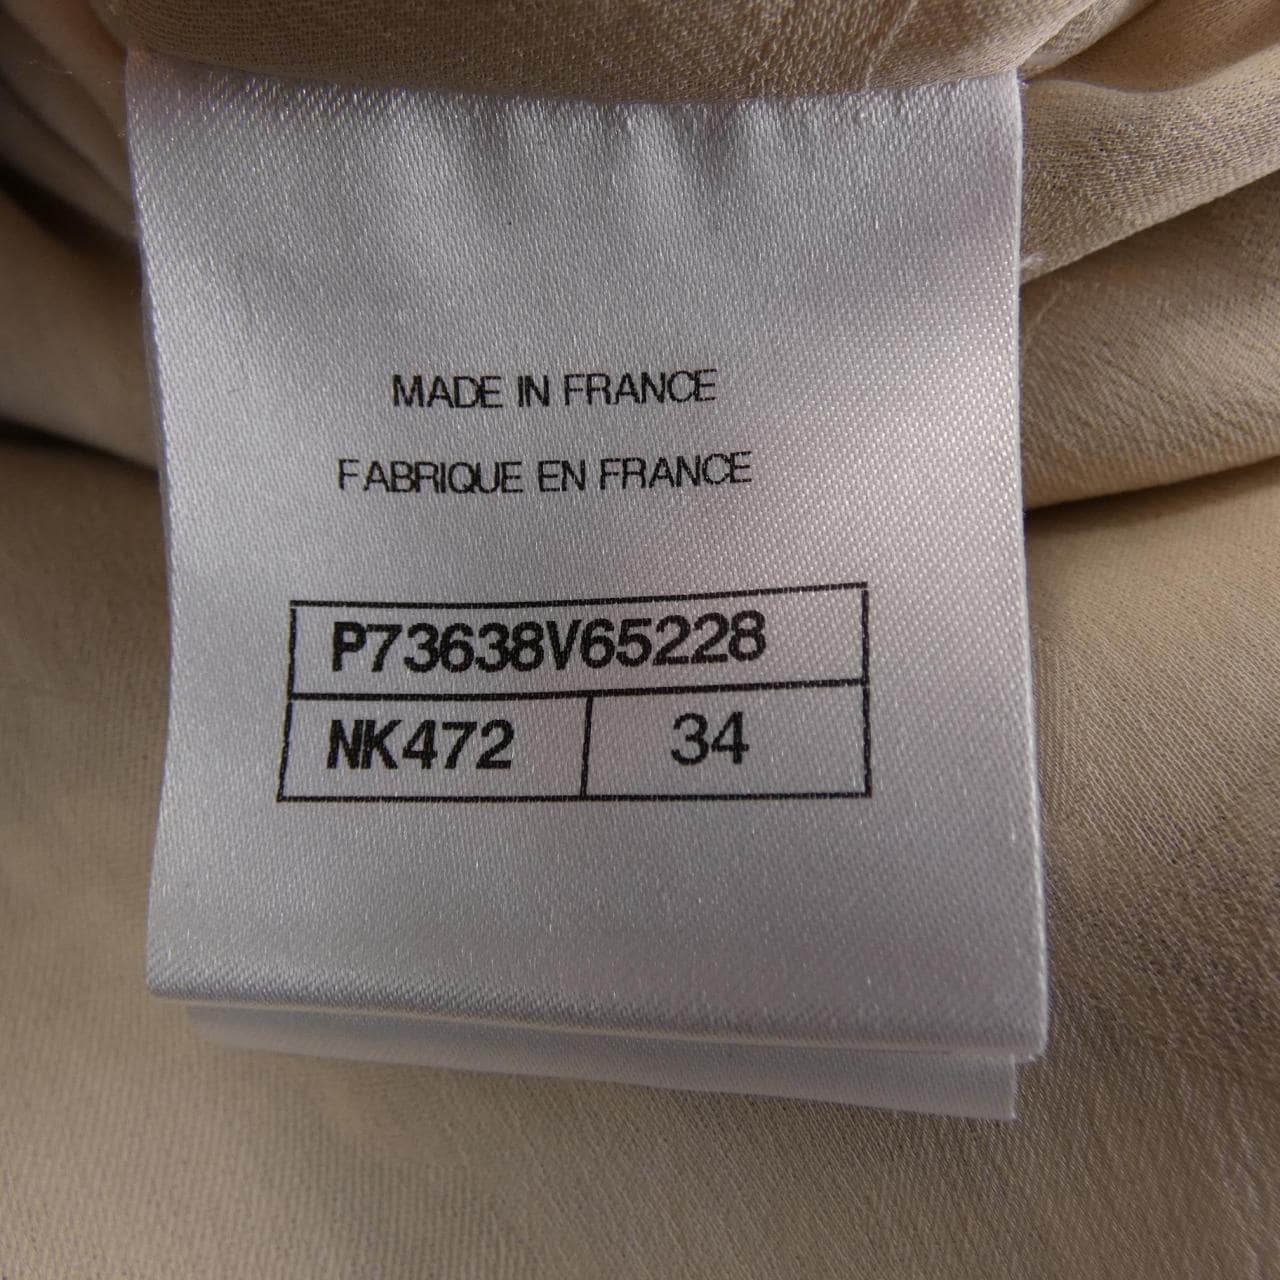 MADE IN FRANCE
FABRIQUE EN FRANCE
P73638V65228
NK472 34